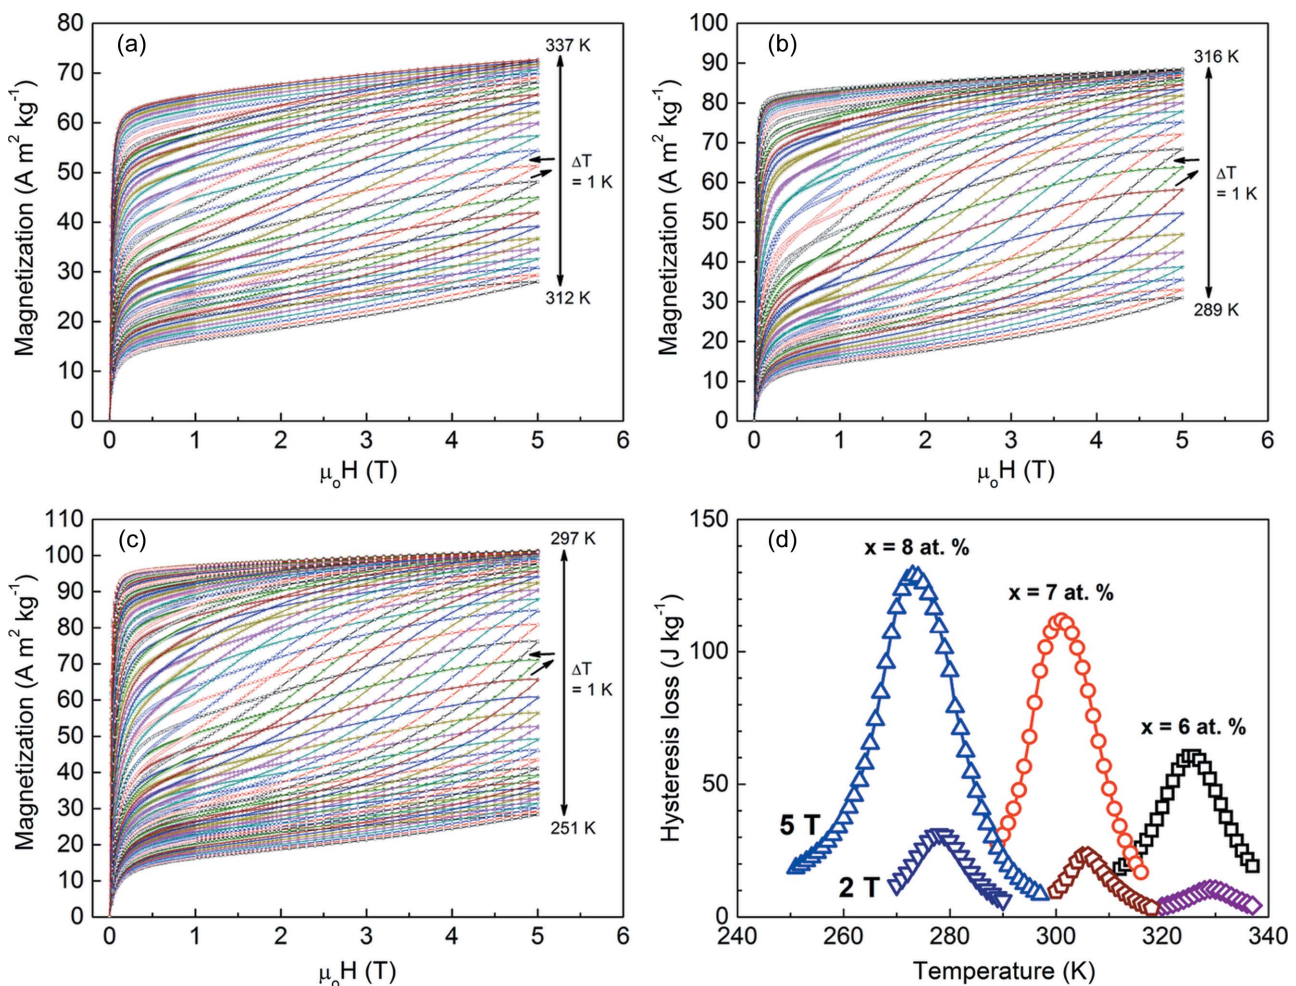 (a)
80
70
60
50
40
30
20
10
0
Magnetization (A m² kg⁻¹)
337 K
ΔT
= 1 K
312 K
0 1 2 3 4 5 6
μₒH (T)
(b)
100
90
80
70
60
50
40
30
20
10
0
Magnetization (A m² kg⁻¹)
316 K
ΔT
= 1 K
289 K
0 1 2 3 4 5 6
μₒH (T)
(c)
110
100
90
80
70
60
50
40
30
20
10
0
Magnetization (A m² kg⁻¹)
297 K
ΔT
= 1 K
251 K
0 1 2 3 4 5 6
μₒH (T)
(d)
150
100
50
0
Hysteresis loss (J kg⁻¹)
x = 8 at. %
x = 7 at. %
x = 6 at. %
5 T
2 T
240 260 280 300 320 340
Temperature (K)